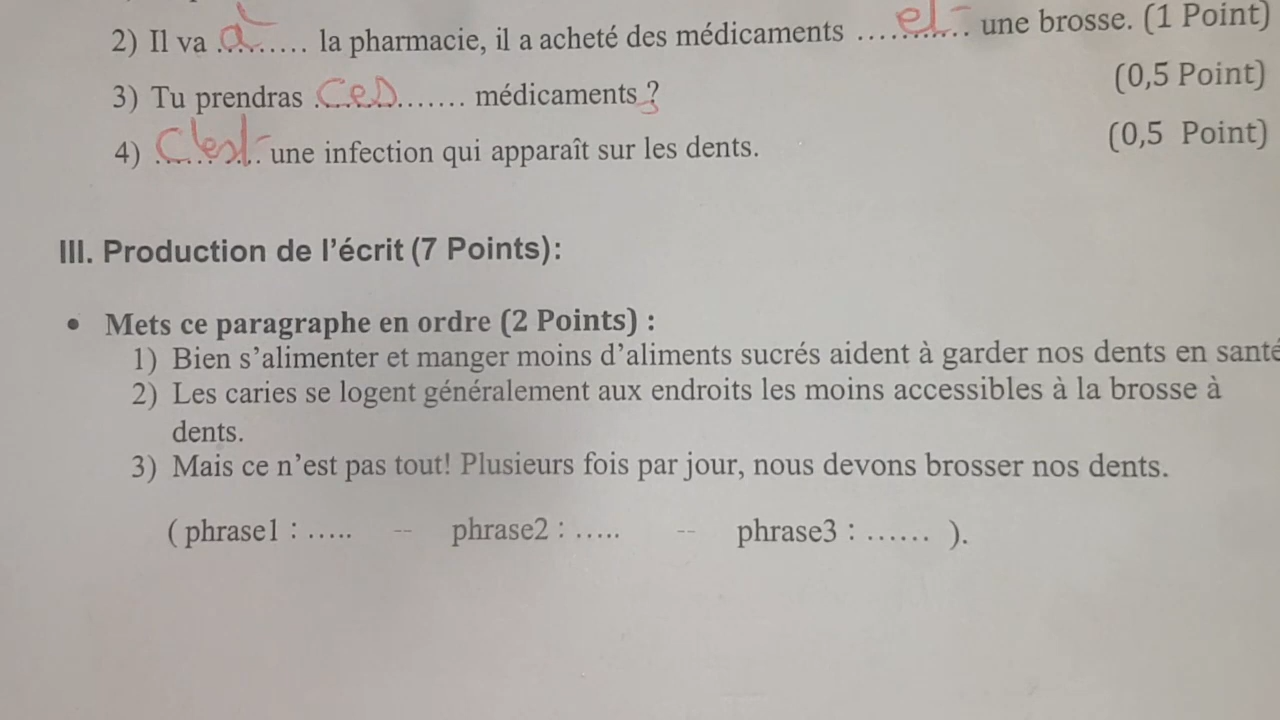 2) Il va ..à...... la pharmacie, il a acheté des médicaments ....et..... une brosse. (1 Point)
3) Tu prendras .ces....... médicaments ? (0,5 Point)
4) ..C'est... une infection qui apparaît sur les dents. (0,5 Point)
III. Production de l'écrit (7 Points):
• Mets ce paragraphe en ordre (2 Points) :
1) Bien s'alimenter et manger moins d'aliments sucrés aident à garder nos dents en santé
2) Les caries se logent généralement aux endroits les moins accessibles à la brosse à
dents.
3) Mais ce n'est pas tout! Plusieurs fois par jour, nous devons brosser nos dents.
( phrase1 : ..... -- phrase2 : ..... -- phrase3 : ...... ).